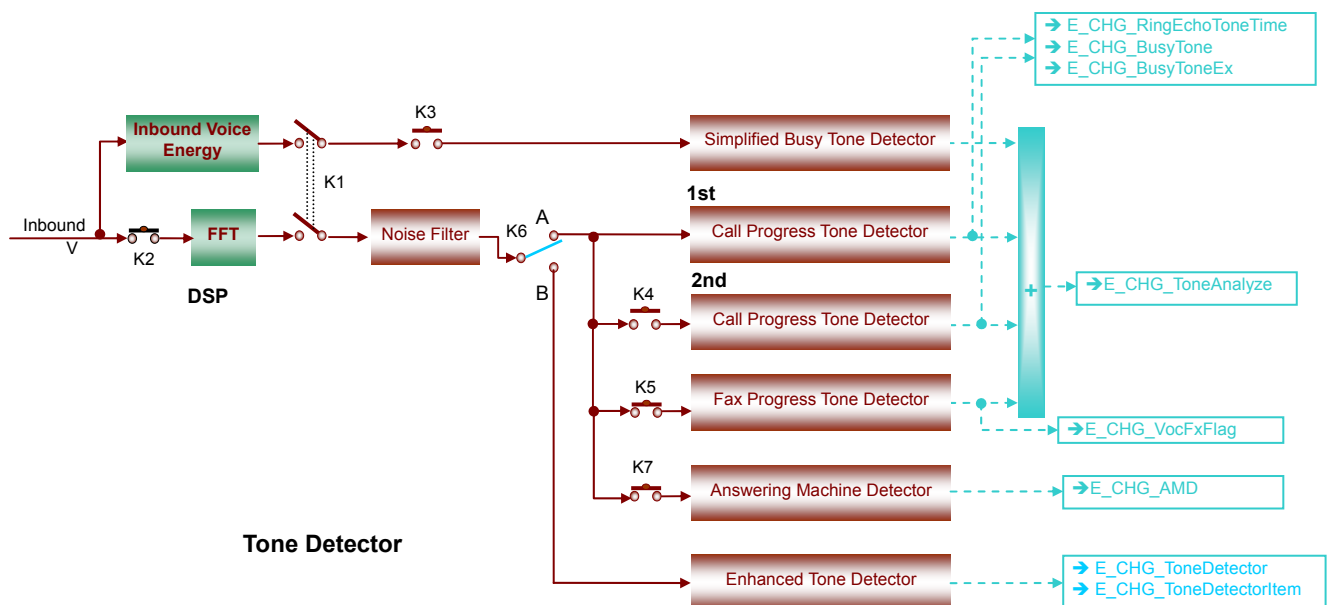 ➔ E_CHG_RingEchoToneTime
➔ E_CHG_BusyTone
➔ E_CHG_BusyToneEx
Inbound Voice
Energy
K3
Simplified Busy Tone Detector
K1
1st
Inbound
V
K2
FFT
DSP
Noise Filter
K6
A
B
Call Progress Tone Detector
2nd
K4
Call Progress Tone Detector
+
➔E_CHG_ToneAnalyze
K5
Fax Progress Tone Detector
➔E_CHG_VocFxFlag
K7
Answering Machine Detector
➔E_CHG_AMD
Tone Detector
Enhanced Tone Detector
➔ E_CHG_ToneDetector
➔ E_CHG_ToneDetectorItem